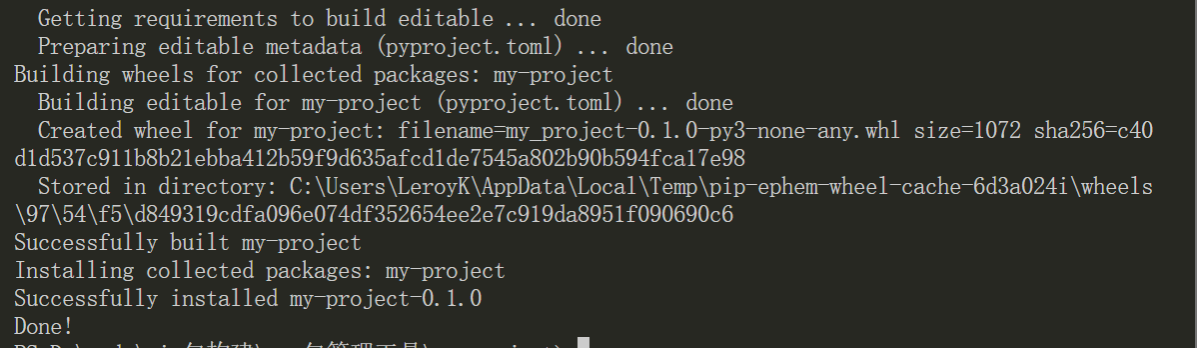 Getting requirements to build editable ... done
Preparing editable metadata (pyproject.toml) ... done
Building wheels for collected packages: my-project
Building editable for my-project (pyproject.toml) ... done
Created wheel for my-project: filename=my_project-0.1.0-py3-none-any.whl size=1072 sha256=c40
d1d537c911b8b21ebba412b59f9d635afcd1de7545a802b90b594fca17e98
Stored in directory: C:\Users\LeroyK\AppData\Local\Temp\pip-ephem-wheel-cache-6d3a024i\wheels
\97\54\f5\d849319cdfa096e074df352654ee2e7c919da8951f090690c6
Successfully built my-project
Installing collected packages: my-project
Successfully installed my-project-0.1.0
Done!